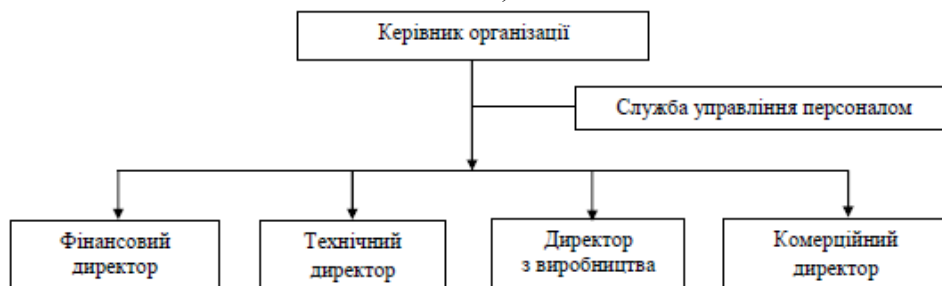 Керівник організації
Служба управління персоналом
Фінансовий
директор
Технічний
директор
Директор
з виробництва
Комерційний
директор